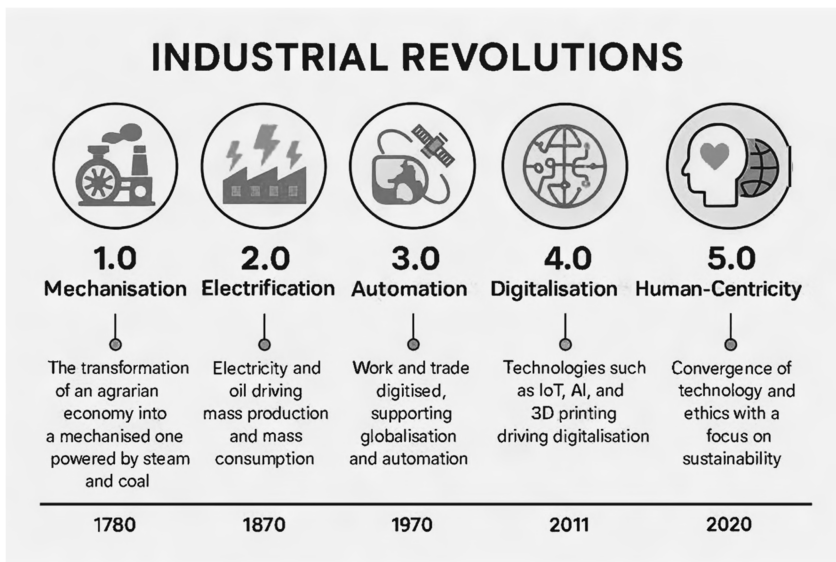 INDUSTRIAL REVOLUTIONS
1.0
Mechanisation
The transformation
of an agrarian
economy into
a mechanised one
powered by steam
and coal
1780
2.0
Electrification
Electricity and
oil driving
mass production
and mass
consumption
1870
3.0
Automation
Work and trade
digitised,
supporting
globalisation
and automation
1970
4.0
Digitalisation
Technologies such
as IoT, AI, and
3D printing
driving digitalisation
2011
5.0
Human-Centricity
Convergence of
technology and
ethics with a
focus on
sustainability
2020